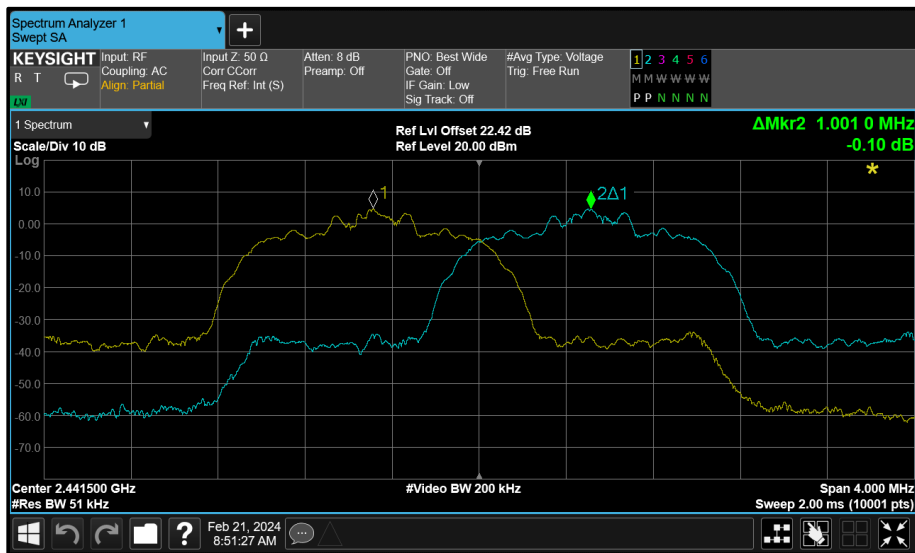 Spectrum Analyzer 1
Swept SA
+
KEYSIGHT
R T
LXI
Input: RF
Coupling: AC
Align: Partial
Input Z: 50 Ω
Corr CCorr
Freq Ref: Int (S)
Atten: 8 dB
Preamp: Off
PNO: Best Wide
Gate: Off
IF Gain: Low
Sig Track: Off
#Avg Type: Voltage
Trig: Free Run
1 2 3 4 5 6
M M W W W W
P P N N N N
1 Spectrum
Scale/Div 10 dB
Ref Lvl Offset 22.42 dB
Ref Level 20.00 dBm
ΔMkr2 1.001 0 MHz
-0.10 dB
Log
*
10.0
0.00
-10.0
-20.0
-30.0
-40.0
-50.0
-60.0
-70.0
1
2Δ1
Center 2.441500 GHz
#Video BW 200 kHz
Span 4.000 MHz
#Res BW 51 kHz
Sweep 2.00 ms (10001 pts)
?
Feb 21, 2024
8:51:27 AM